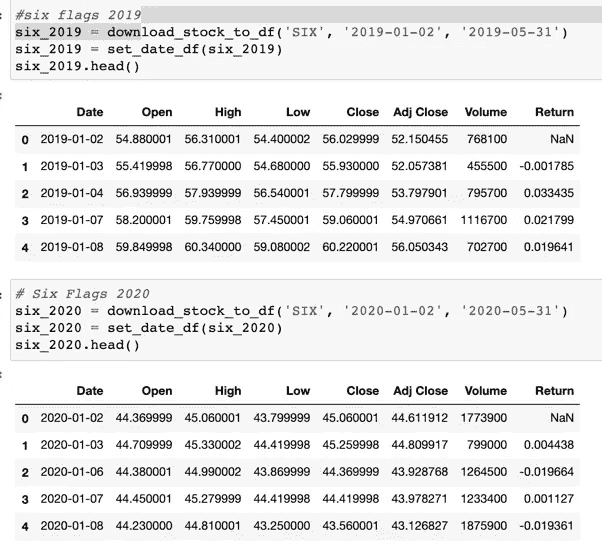 #six flags 2019
six_2019 = download_stock_to_df('SIX', '2019-01-02', '2019-05-31')
six_2019 = set_date_df(six_2019)
six_2019.head()
Date Open High Low Close Adj Close Volume Return
0 2019-01-02 54.880001 56.310001 54.400002 56.029999 52.150455 768100 NaN
1 2019-01-03 55.419998 56.770000 54.680000 55.930000 52.057381 455500 -0.001785
2 2019-01-04 56.939999 57.939999 56.540001 57.799999 53.797901 795700 0.033435
3 2019-01-07 58.200001 59.759998 57.450001 59.060001 54.970661 1116700 0.021799
4 2019-01-08 59.849998 60.340000 59.080002 60.220001 56.050343 702700 0.019641
# Six Flags 2020
six_2020 = download_stock_to_df('SIX', '2020-01-02', '2020-05-31')
six_2020 = set_date_df(six_2020)
six_2020.head()
Date Open High Low Close Adj Close Volume Return
0 2020-01-02 44.369999 45.060001 43.799999 45.060001 44.611912 1773900 NaN
1 2020-01-03 44.709999 45.330002 44.419998 45.259998 44.809917 799000 0.004438
2 2020-01-06 44.380001 44.990002 43.869999 44.369999 43.928768 1264500 -0.019664
3 2020-01-07 44.450001 45.279999 44.419998 44.419998 43.978271 1233400 0.001127
4 2020-01-08 44.230000 44.810001 43.250000 43.560001 43.126827 1875900 -0.019361